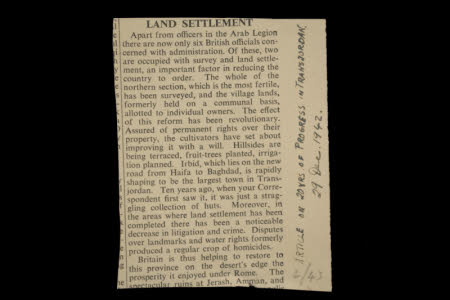 LAND SETTLEMENT
Apart from officers in the Arab Legion
there are now only six British officials con-
cerned with administration. Of these, two
are occupied with survey and land settle-
ment, an important factor in reducing the
country to order. The whole of the
northern section, which is the most fertile,
has been surveyed, and the village lands,
formerly held on a communal basis,
allotted to individual owners. The effect
of this reform has been revolutionary.
Assured of permanent rights over their
property, the cultivators have set about
improving it with a will. Hillsides are
being terraced, fruit-trees planted, irriga-
tion planned. Irbid, which lies on the new
road from Haifa to Baghdad, is rapidly
shaping to be the largest town in Trans-
jordan. Ten years ago, when your Corre-
spondent first saw it, it was just a strag-
gling collection of huts. Moreover, in
the areas where land settlement has been
completed there has been a noticeable
decrease in litigation and crime. Disputes
over landmarks and water rights formerly
produced a regular crop of homicides.
Britain is thus helping to restore to
this province on the desert's edge the
prosperity it enjoyed under Rome. The
spectacular ruins at Jerash, Amman, and
ARTICLE ON 20 YRS OF PROGRESS IN TRANSJORDAN
29 Dec. 1942.
2/43